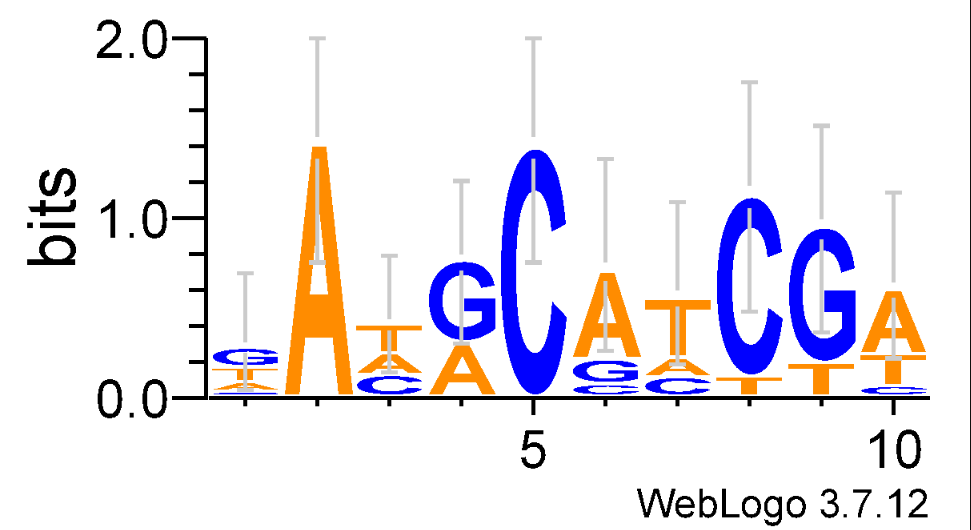 2.0
1.0
0.0
bits
G A T G C A T C G A
T T A A G A T T T
A C C C C
5 10
WebLogo 3.7.12